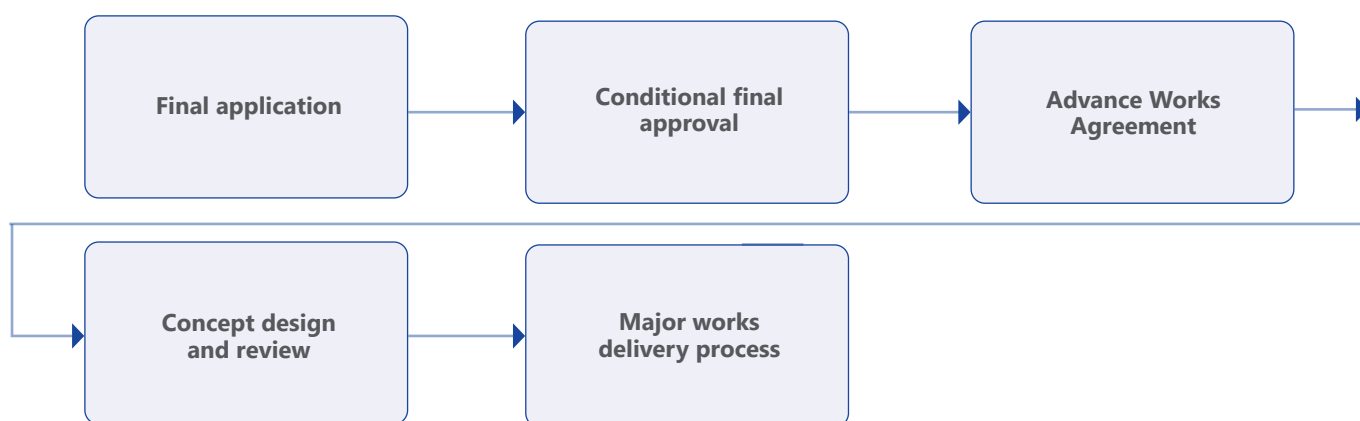 Final application
Conditional final
approval
Advance Works
Agreement
Concept design
and review
Major works
delivery process